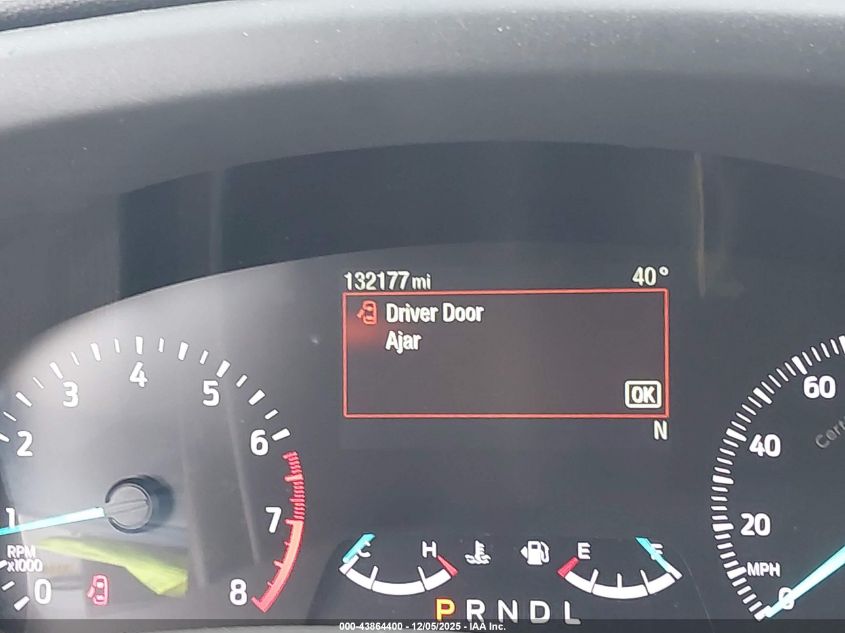 132177 mi 40°
Driver Door
Ajar
OK
N
0 1 2 3 4 5 6 7 8
RPM
x1000
C H E F
P R N D L
0 20 40 60
MPH
Cert
000-43864400 - 12/05/2025 - IAA Inc.